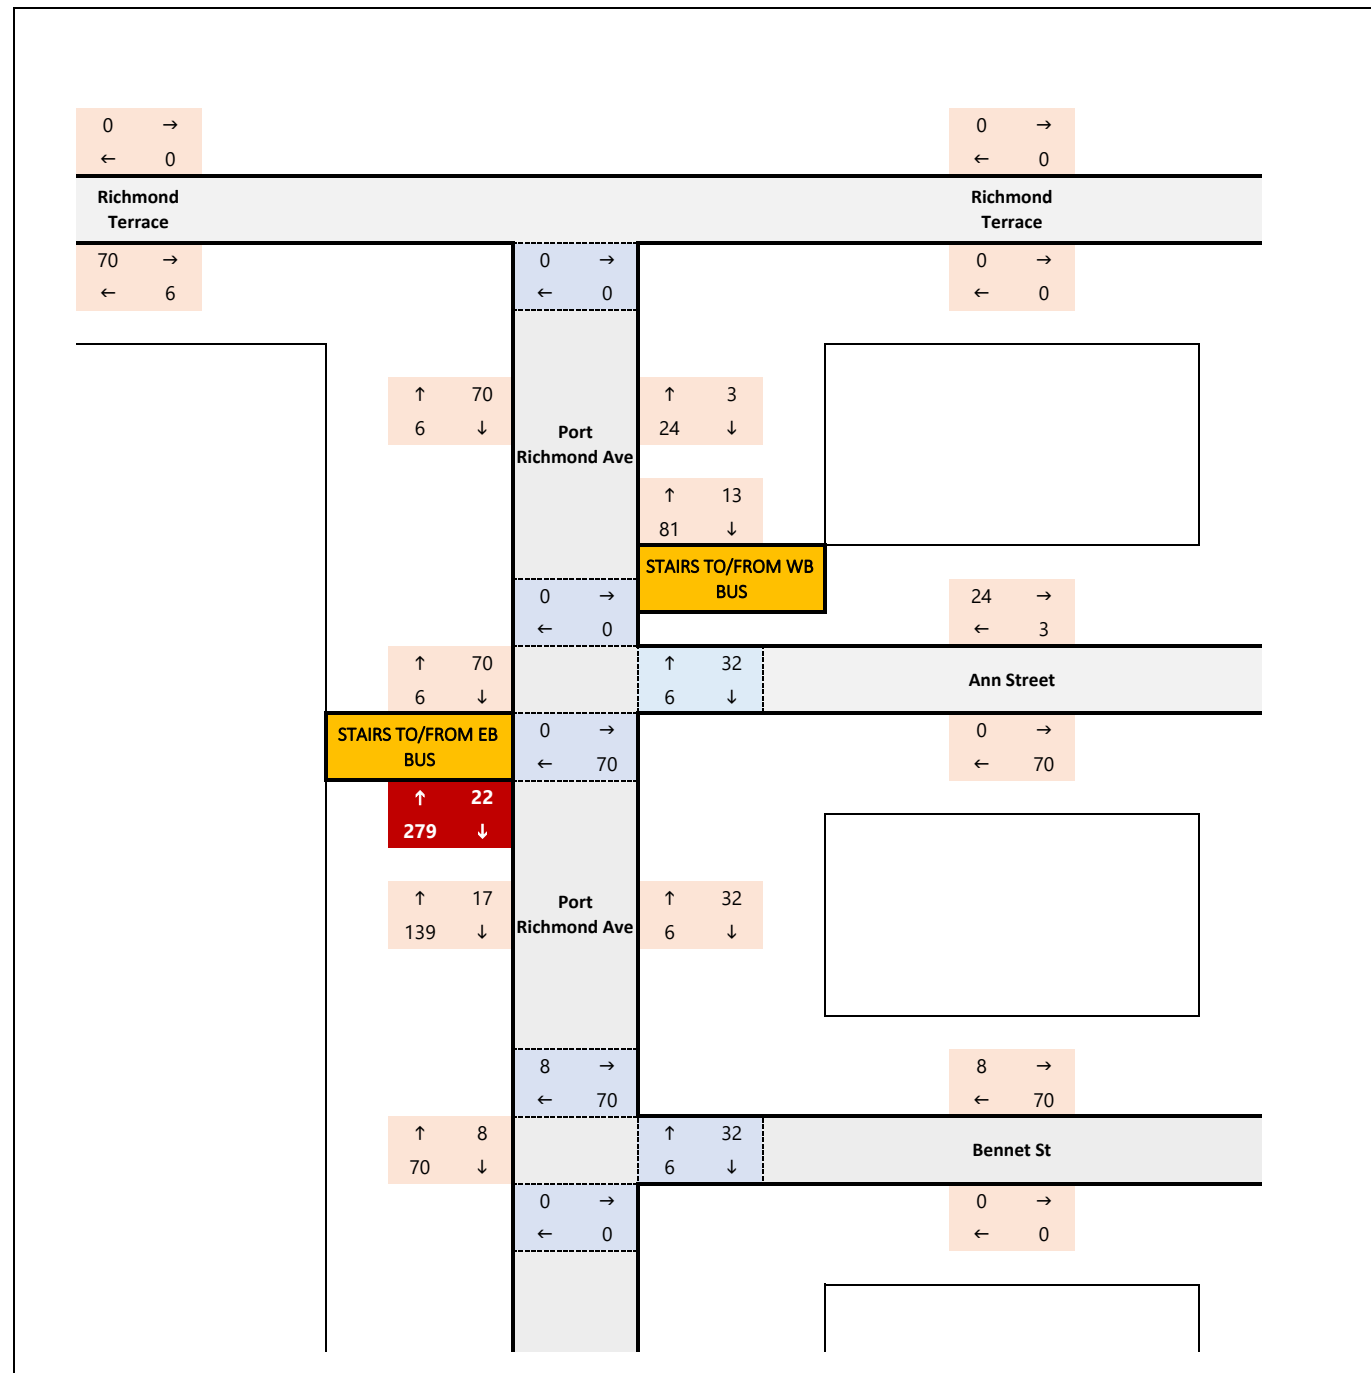 0 → 0 →
← 0 ← 0
Richmond Richmond
Terrace Terrace
70 → 0 → 0 →
← 6 ← 0 ← 0
↑ 70 ↑ 3
6 ↓ Port 24 ↓
Richmond Ave
↑ 13
81 ↓
STAIRS TO/FROM WB
BUS
0 → 24 →
← 0 ← 3
↑ 70 ↑ 32
6 ↓ 6 ↓ Ann Street
STAIRS TO/FROM EB 0 → 0 →
BUS ← 70 ← 70
↑ 22
279 ↓
↑ 17 Port ↑ 32
139 ↓ Richmond Ave 6 ↓
8 → 8 →
← 70 ← 70
↑ 8 ↑ 32
70 ↓ 6 ↓ Bennet St
0 → 0 →
← 0 ← 0